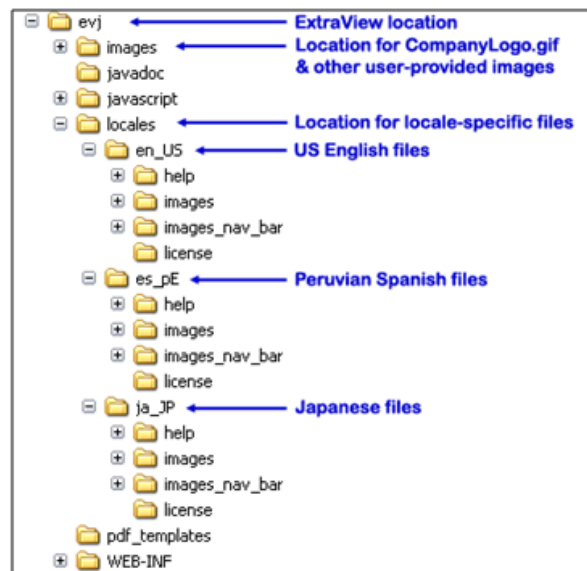 evj ExtraView location
images Location for CompanyLogo.gif
& other user-provided images
javadoc
javascript
locales Location for locale-specific files
en_US US English files
help
images
images_nav_bar
license
es_pE Peruvian Spanish files
help
images
images_nav_bar
license
ja_JP Japanese files
help
images
images_nav_bar
license
pdf_templates
WEB-INF